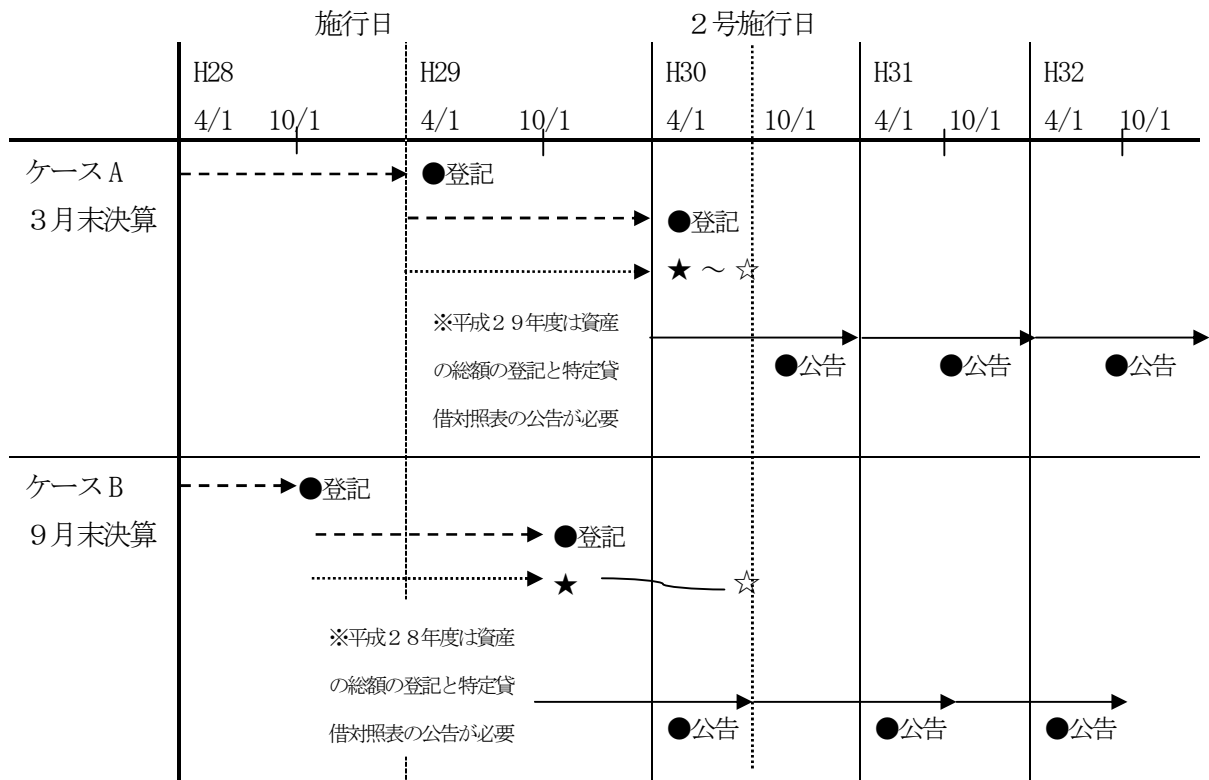 施行日 ２号施行日
H28 H29 H30 H31 H32
4/1 10/1 4/1 10/1 4/1 10/1 4/1 10/1 4/1 10/1
ケースA
３月末決算
●登記
●登記
★ ～ ☆
※平成２９年度は資産
の総額の登記と特定貸
借対照表の公告が必要
●公告 ●公告 ●公告
ケースB
９月末決算
●登記
●登記
★ ☆
※平成２８年度は資産
の総額の登記と特定貸
借対照表の公告が必要
●公告 ●公告 ●公告